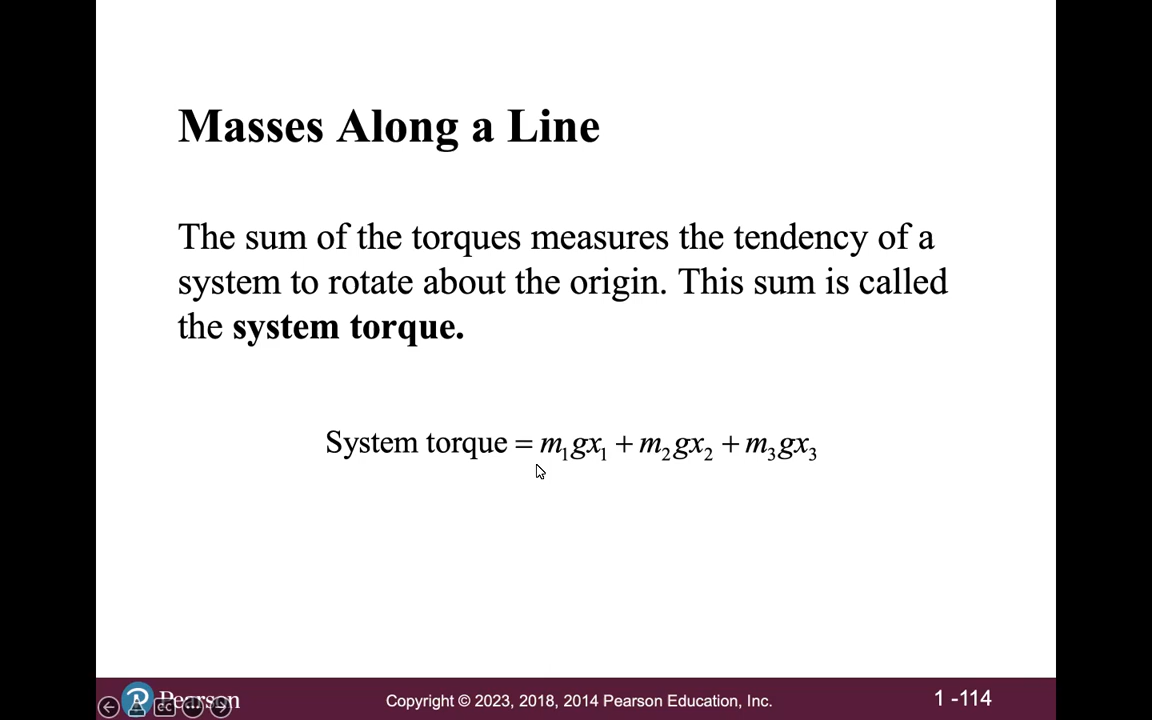 Masses Along a Line
The sum of the torques measures the tendency of a
system to rotate about the origin. This sum is called
the system torque.
System torque = m₁gx₁ + m₂gx₂ + m₃gx₃
Pearson
Copyright © 2023, 2018, 2014 Pearson Education, Inc.
1 -114